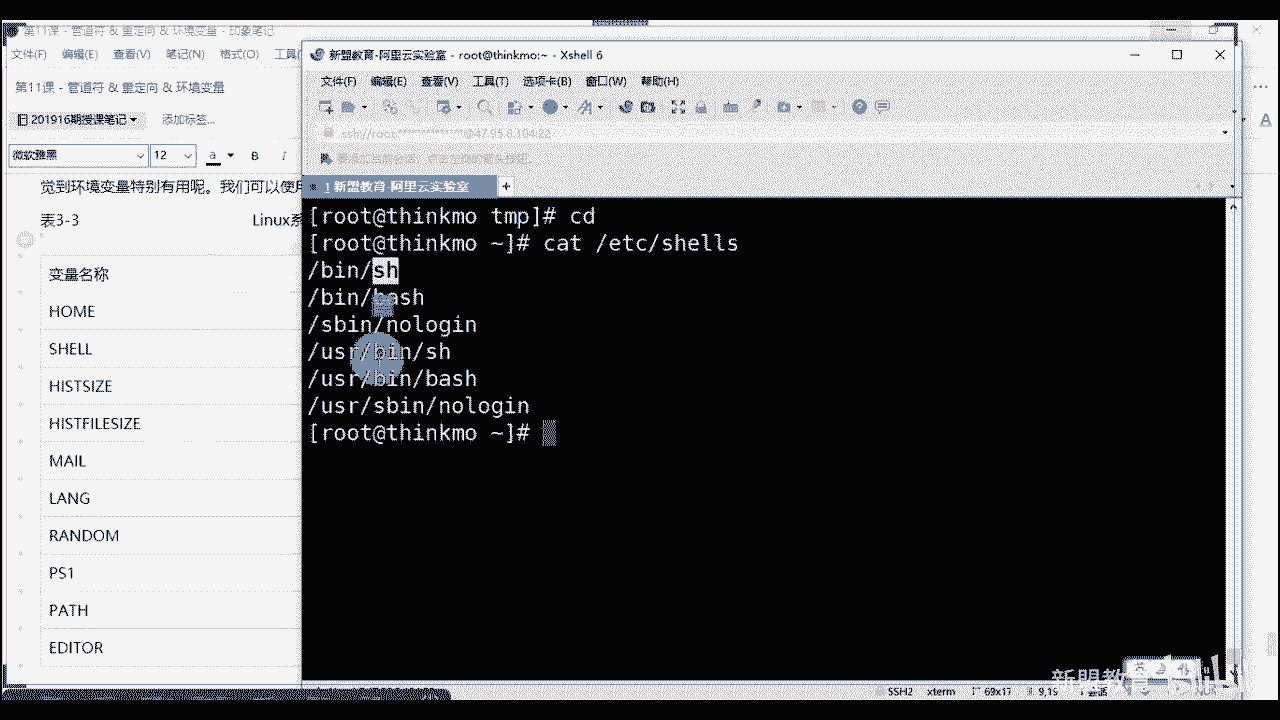 第11课 - 管道符 & 重定向 & 环境变量 - 印象笔记
文件(F) 编辑(E) 查看(V) 笔记(N) 格式(O) 工具(
第11课 - 管道符 & 重定向 & 环境变量
201916期授课笔记 添加标签...
微软雅黑 12 a B I
觉到环境变量特别有用呢。我们可以使用
表3-3 Linux系
变量名称
HOME
SHELL
HISTSIZE
HISTFILESIZE
MAIL
LANG
RANDOM
PS1
PATH
EDITOR
新盟教育-阿里云实验室 - root@thinkmo:~ - Xshell 6
文件(F) 编辑(E) 查看(V) 工具(T) 选项卡(B) 窗口(W) 帮助(H)
ssh://root:*************@47.95.8.104:22
要添加当前会话，点击左侧的箭头按钮。
1 新盟教育-阿里云实验室 +
[root@thinkmo tmp]# cd
[root@thinkmo ~]# cat /etc/shells
/bin/sh
/bin/bash
/sbin/nologin
/usr/bin/sh
/usr/bin/bash
/usr/sbin/nologin
[root@thinkmo ~]#
SSH2 xterm 69x17 9,19
新盟教育
英
A